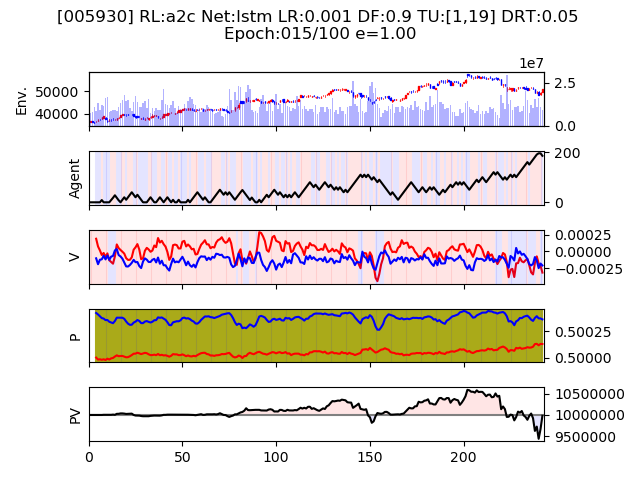 [005930] RL:a2c Net:lstm LR:0.001 DF:0.9 TU:[1,19] DRT:0.05
Epoch:015/100 e=1.00
1e7
Env.
50000
40000
2.5
0.0
Agent
200
0
V
0.00025
0.00000
−0.00025
P
0.50025
0.50000
PV
10500000
10000000
9500000
0 50 100 150 200